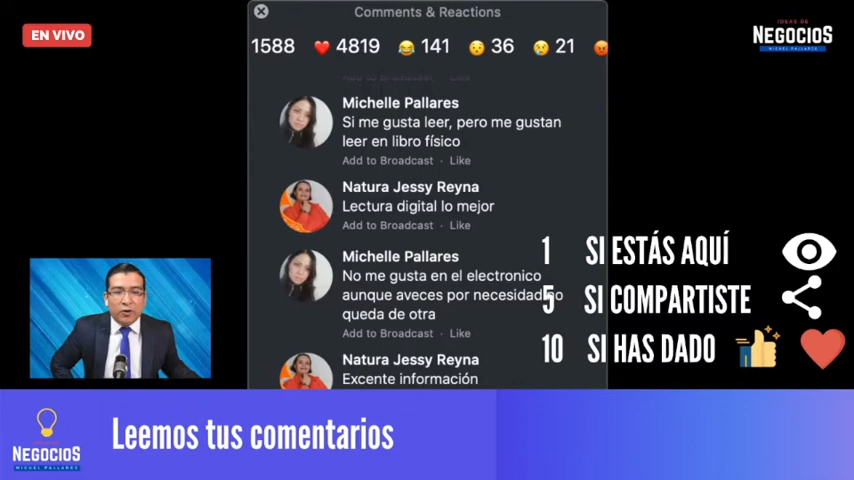 Comments & Reactions
EN VIVO
IDEAS DE
NEGOCIOS
MIGUEL PALLARES
1588 4819 141 36 21
Add to Broadcast · Like
Michelle Pallares
Si me gusta leer, pero me gustan
leer en libro físico
Add to Broadcast · Like
Natura Jessy Reyna
Lectura digital lo mejor
Add to Broadcast · Like
Michelle Pallares
No me gusta en el electronico
aunque aveces por necesidad no
queda de otra
Add to Broadcast · Like
Natura Jessy Reyna
Excente información
1 SI ESTÁS AQUÍ
5 SI COMPARTISTE
10 SI HAS DADO
Leemos tus comentarios
NEGOCIOS
MIGUEL PALLARES